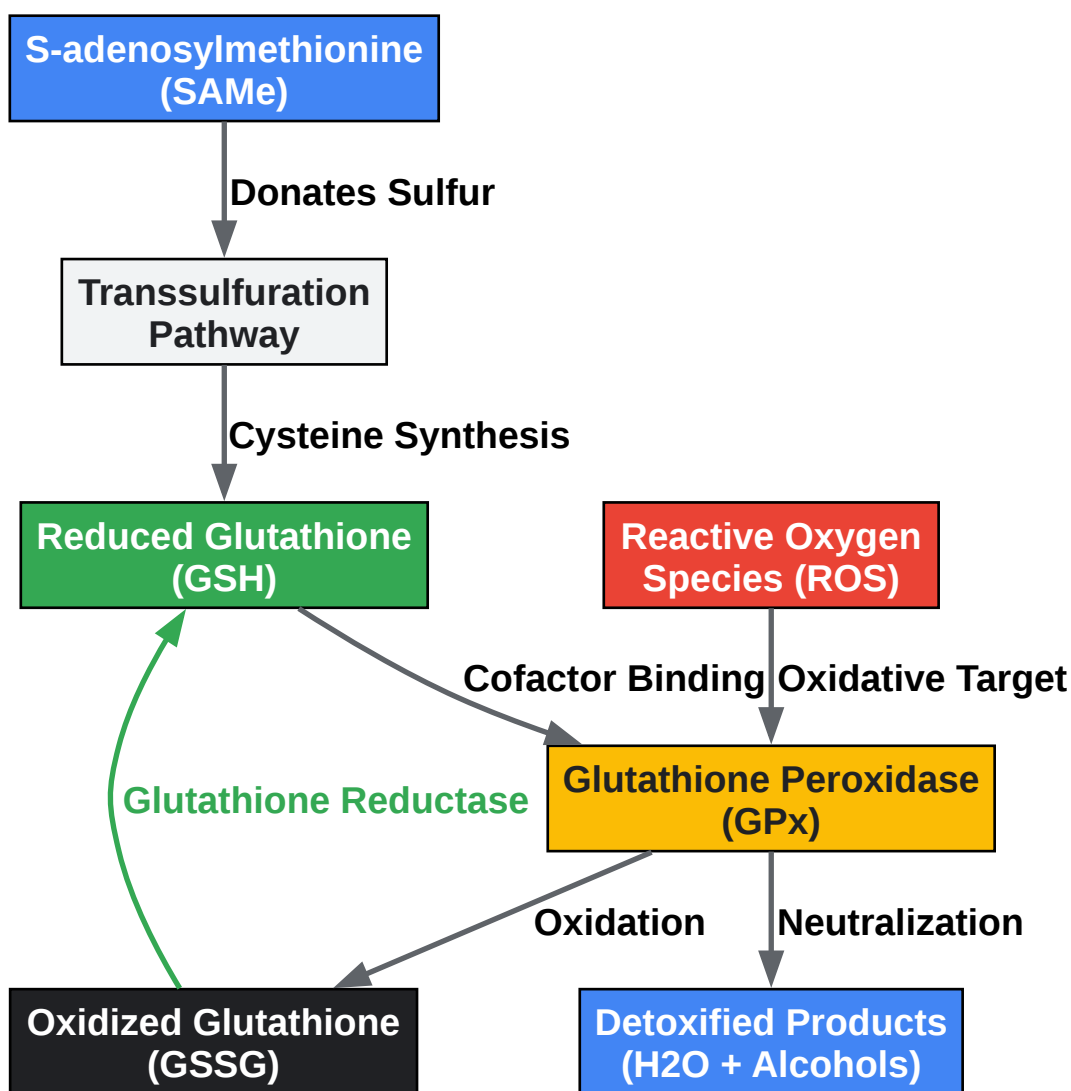 S-adenosylmethionine
(SAMe)
Donates Sulfur
Transsulfuration
Pathway
Cysteine Synthesis
Reduced Glutathione
(GSH)
Reactive Oxygen
Species (ROS)
Cofactor Binding
Oxidative Target
Glutathione Peroxidase
(GPx)
Glutathione Reductase
Oxidation
Neutralization
Oxidized Glutathione
(GSSG)
Detoxified Products
(H2O + Alcohols)